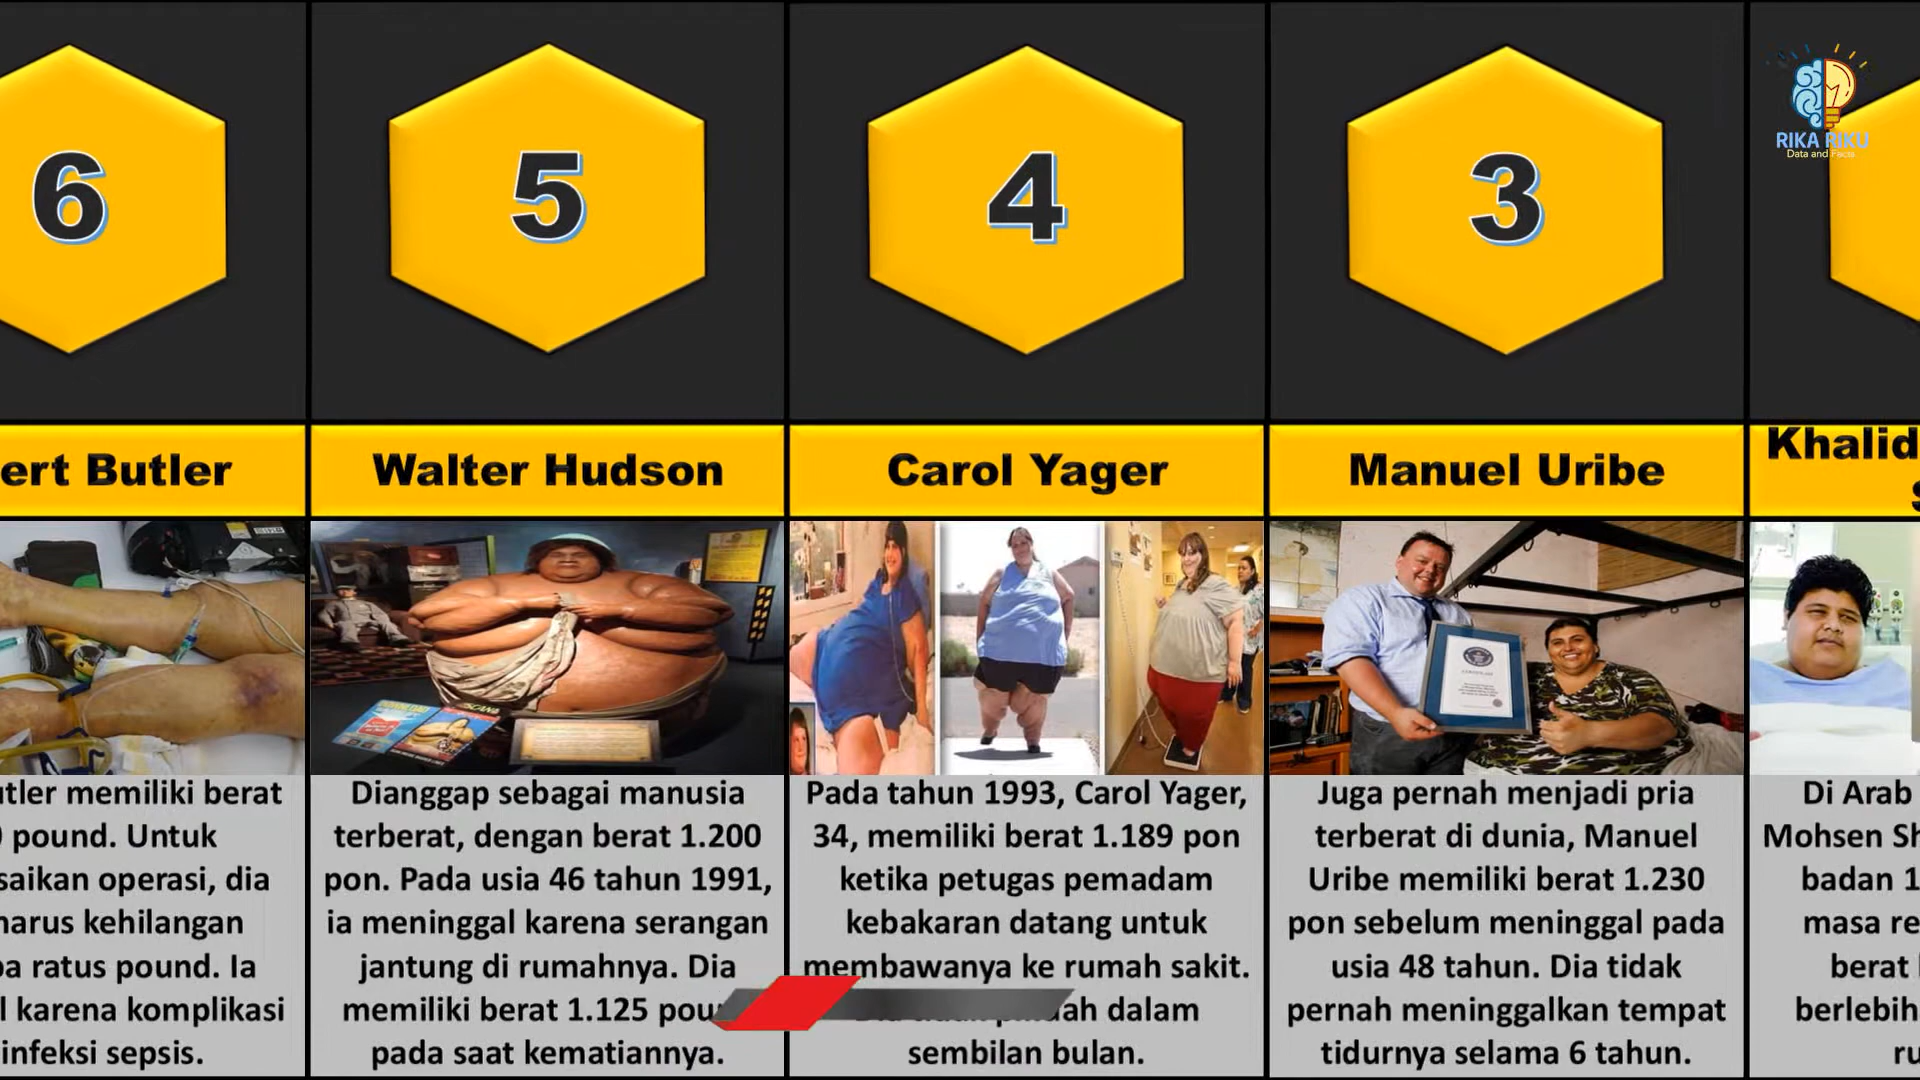 6
5
4
3
RIKA RIKU
Data and Facts
ert Butler
Walter Hudson
Carol Yager
Manuel Uribe
Khalid
tler memiliki berat
pound. Untuk
saikan operasi, dia
harus kehilangan
ratus pound. Ia
karena komplikasi
infeksi sepsis.
Dianggap sebagai manusia
terberat, dengan berat 1.200
pon. Pada usia 46 tahun 1991,
ia meninggal karena serangan
jantung di rumahnya. Dia
memiliki berat 1.125 pou
pada saat kematiannya.
Pada tahun 1993, Carol Yager,
34, memiliki berat 1.189 pon
ketika petugas pemadam
kebakaran datang untuk
membawanya ke rumah sakit.
dalam
sembilan bulan.
Juga pernah menjadi pria
terberat di dunia, Manuel
Uribe memiliki berat 1.230
pon sebelum meninggal pada
usia 48 tahun. Dia tidak
pernah meninggalkan tempat
tidurnya selama 6 tahun.
Di Arab
Mohsen Sh
badan 1
masa re
berat
berlebih
ru